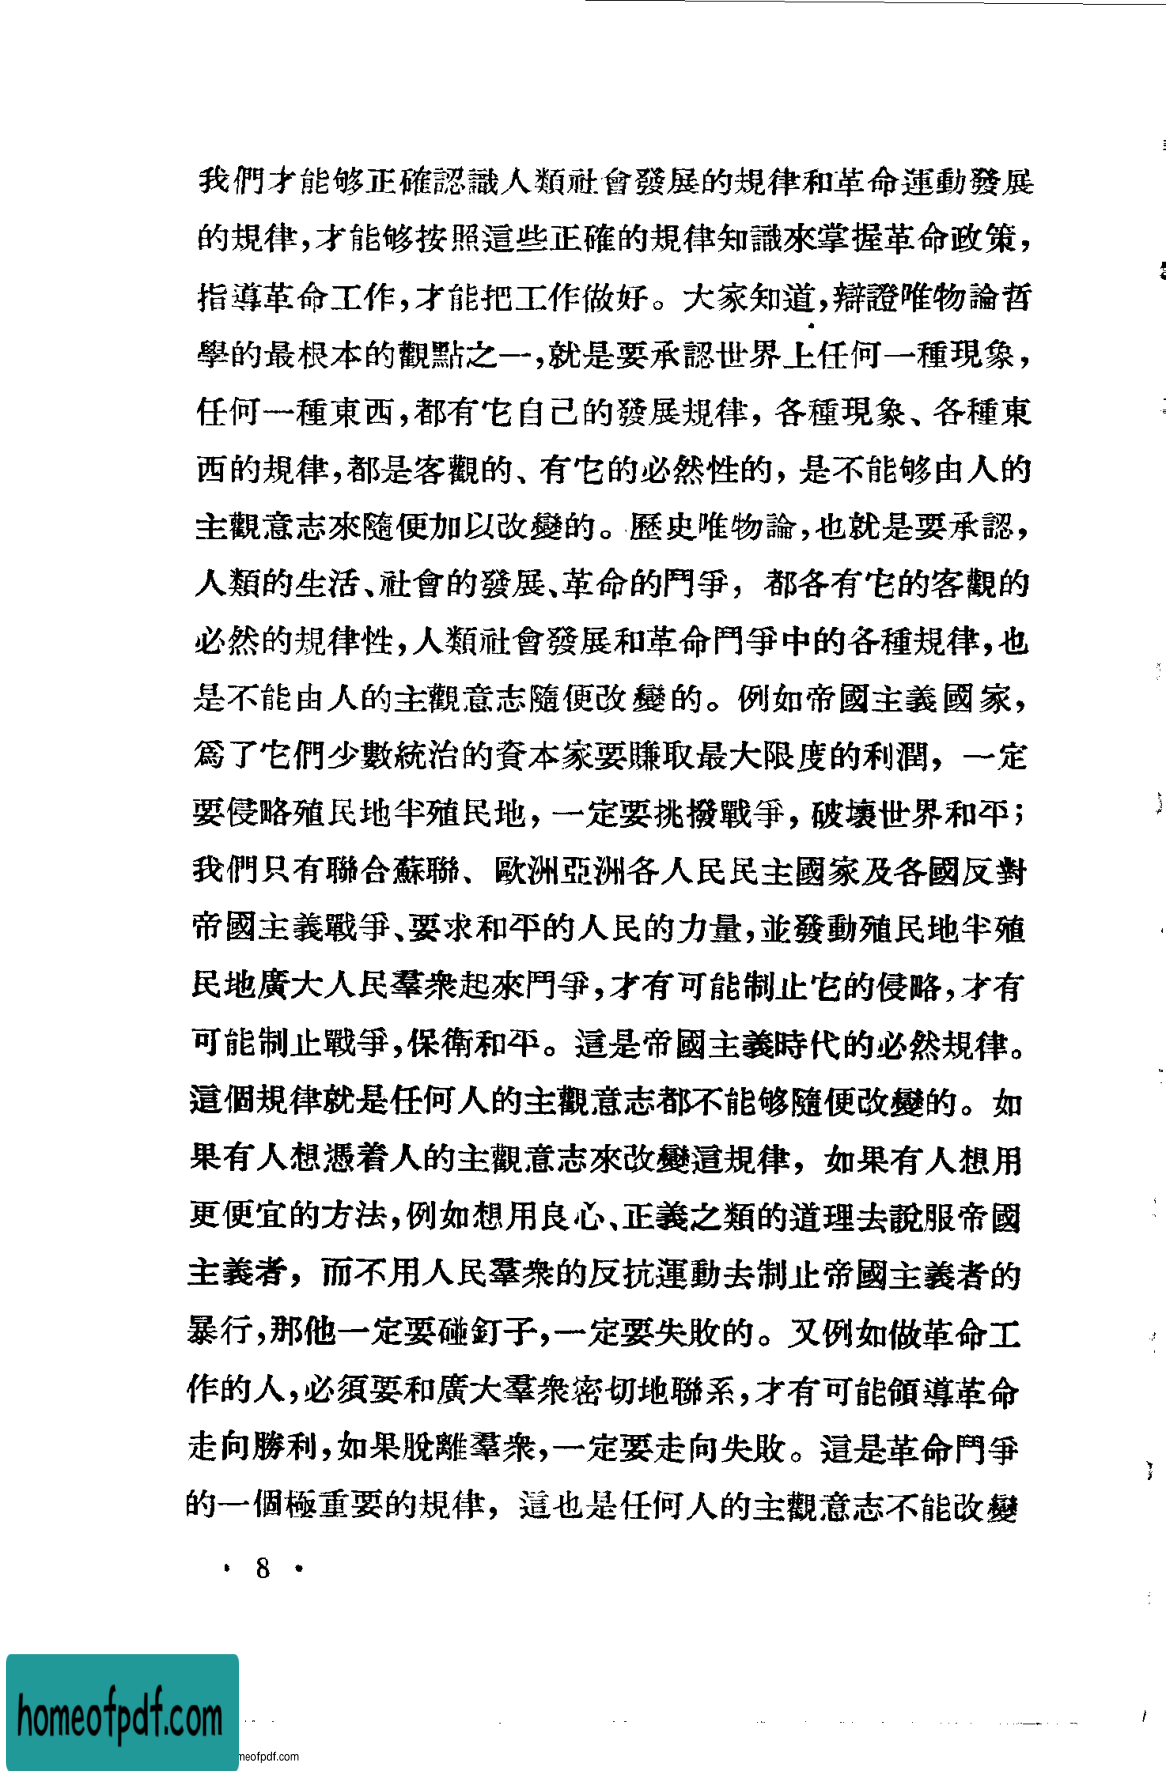 我們才能够正確認識人類社會發展的規律和革命運動發展
的規律,才能够按照這些正確的規律知識來掌握革命政策,
指導革命工作,才能把工作做好。大家知道,辯證唯物論哲
學的最根本的觀點之一,就是要承認世界上任何一種現象,
任何一種東西,都有它自己的發展規律,各種現象、各種東
西的規律,都是客觀的、有它的必然性的,是不能够由人的
主觀意志來隨便加以改變的。歷史唯物論,也就是要承認,
人類的生活、社會的發展、革命的鬥爭,都各有它的客觀的
必然的規律性,人類社會發展和革命鬥爭中的各種規律,也
是不能由人的主觀意志隨便改變的。例如帝國主義國家,
爲了它們少數統治的資本家要賺取最大限度的利潤,一定
要侵略殖民地半殖民地,一定要挑撥戰爭,破壞世界和平;
我們只有聯合蘇聯、歐洲亞洲各人民民主國家及各國反對
帝國主義戰爭、要求和平的人民的力量,並發動殖民地半殖
民地廣大人民羣衆起來鬥爭,才有可能制止它的侵略,才有
可能制止戰爭,保衛和平。這是帝國主義時代的必然規律。
這個規律就是任何人的主觀意志都不能够隨便改變的。如
果有人想憑着人的主觀意志來改變這規律,如果有人想用
更便宜的方法,例如想用良心、正義之類的道理去說服帝國
主義者,而不用人民羣衆的反抗運動去制止帝國主義者的
暴行,那他一定要碰釘子,一定要失敗的。又例如做革命工
作的人,必須要和廣大羣衆密切地聯系,才有可能領導革命
走向勝利,如果脫離羣衆,一定要走向失敗。這是革命鬥爭
的一個極重要的規律,這也是任何人的主觀意志不能改變
· 8 ·
homeofpdf.com
meofpdf.com